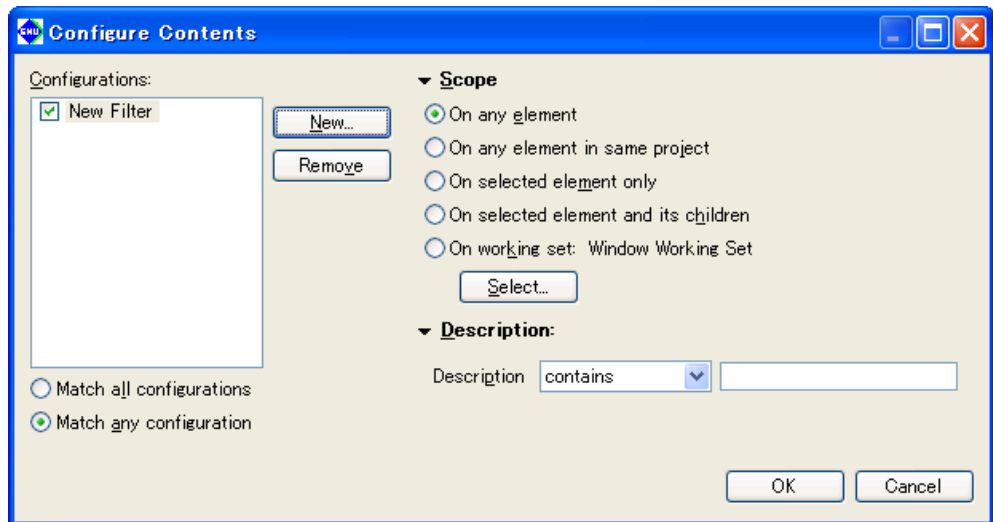 GNU Configure Contents
Configurations:
New Filter
New...
Remove
Match all configurations
Match any configuration
Scope
On any element
On any element in same project
On selected element only
On selected element and its children
On working set: Window Working Set
Select...
Description:
Description contains
OK Cancel